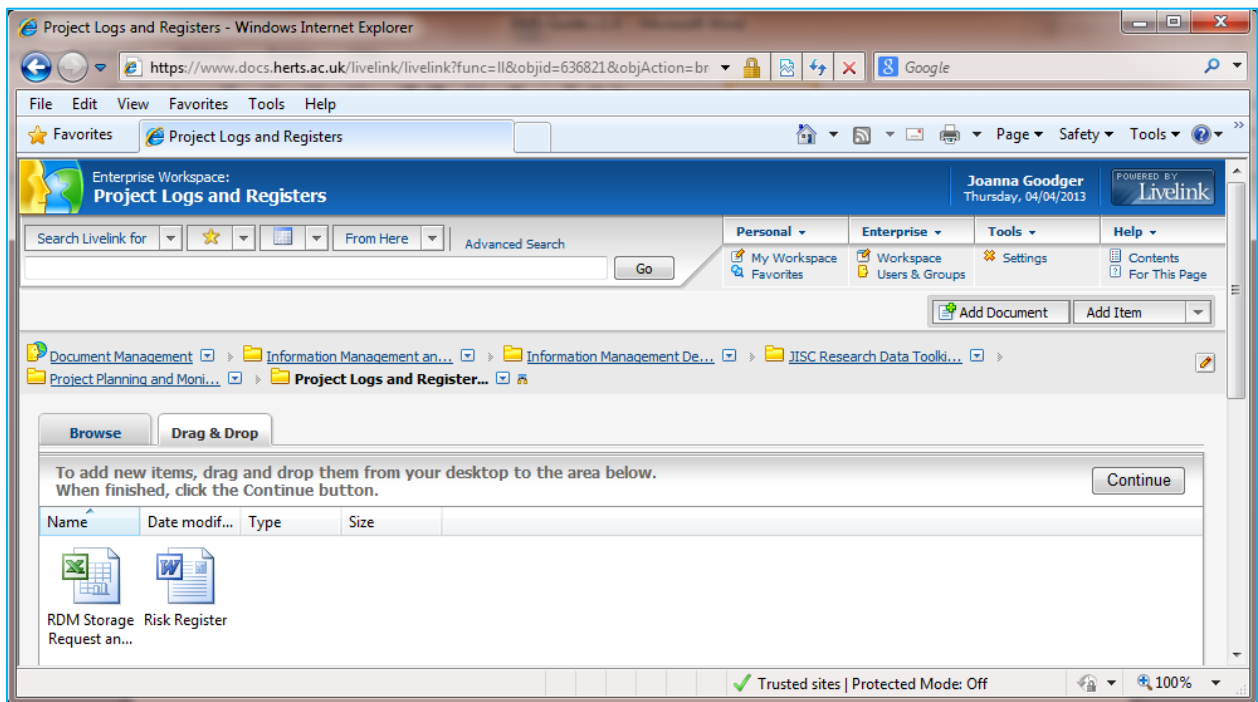 Project Logs and Registers - Windows Internet Explorer
https://www.docs.herts.ac.uk/livelink/livelink?func=ll&objid=636821&objAction=br
Google
File Edit View Favorites Tools Help
Favorites Project Logs and Registers Page Safety Tools
Enterprise Workspace:
Project Logs and Registers
Joanna Goodger
Thursday, 04/04/2013
POWERED BY
Livelink
Search Livelink for From Here Advanced Search
Go
Personal Enterprise Tools Help
My Workspace Workspace Settings Contents
Favorites Users & Groups For This Page
Add Document Add Item
Document Management Information Management an... Information Management De... JISC Research Data Toolki...
Project Planning and Moni... Project Logs and Register...
Browse Drag & Drop
To add new items, drag and drop them from your desktop to the area below.
When finished, click the Continue button.
Continue
Name Date modif... Type Size
RDM Storage Risk Register
Request an...
Trusted sites | Protected Mode: Off 100%